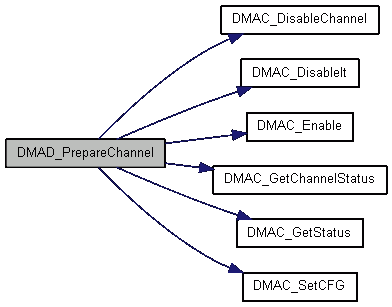 DMAC_DisableChannel
DMAC_DisableIt
DMAC_Enable
DMAD_PrepareChannel
DMAC_GetChannelStatus
DMAC_GetStatus
DMAC_SetCFG